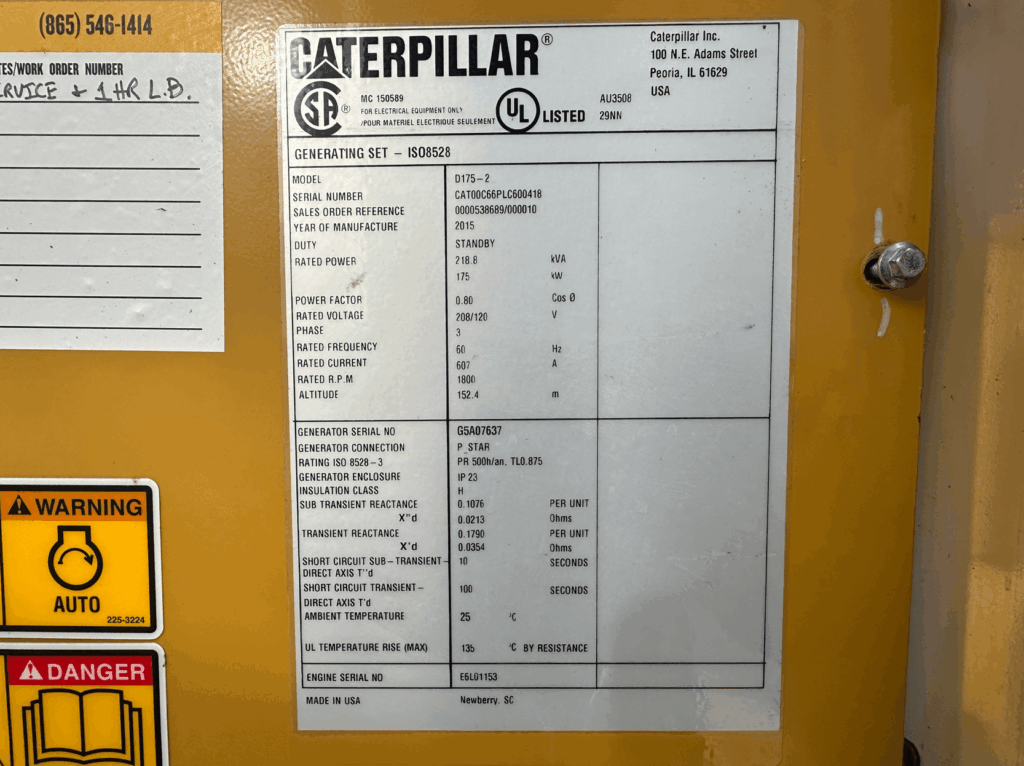 (865) 546-1414
TES/WORK ORDER NUMBER
RVICE & 1 HR L.B.
CATERPILLAR®
Caterpillar Inc.
100 N.E. Adams Street
Peoria, IL 61629
USA
SA ®
MC 150589
FOR ELECTRICAL EQUIPMENT ONLY
/POUR MATERIEL ELECTRIQUE SEULEMENT
UL LISTED
AU3508
29NN
GENERATING SET – ISO8528
MODEL D175-2
SERIAL NUMBER CAT00C66PLC600418
SALES ORDER REFERENCE 0000538689/000010
YEAR OF MANUFACTURE 2015
DUTY STANDBY
RATED POWER 218.8 kVA
175 kW
POWER FACTOR 0.80 Cos Ø
RATED VOLTAGE 208/120 V
PHASE 3
RATED FREQUENCY 60 Hz
RATED CURRENT 607 A
RATED R.P.M 1800
ALTITUDE 152.4 m
GENERATOR SERIAL NO G5A07637
GENERATOR CONNECTION P_STAR
RATING ISO 8528-3 PR 500h/an, TL0.875
GENERATOR ENCLOSURE IP 23
INSULATION CLASS H
SUB TRANSIENT REACTANCE 0.1076 PER UNIT
X"d 0.0213 Ohms
TRANSIENT REACTANCE 0.1790 PER UNIT
X'd 0.0354 Ohms
SHORT CIRCUIT SUB-TRANSIENT- 10 SECONDS
DIRECT AXIS T''d
SHORT CIRCUIT TRANSIENT- 100 SECONDS
DIRECT AXIS T'd
AMBIENT TEMPERATURE 25 °C
UL TEMPERATURE RISE (MAX) 135 °C BY RESISTANCE
ENGINE SERIAL NO E6L01153
MADE IN USA Newberry, SC
WARNING
AUTO
225-3224
DANGER